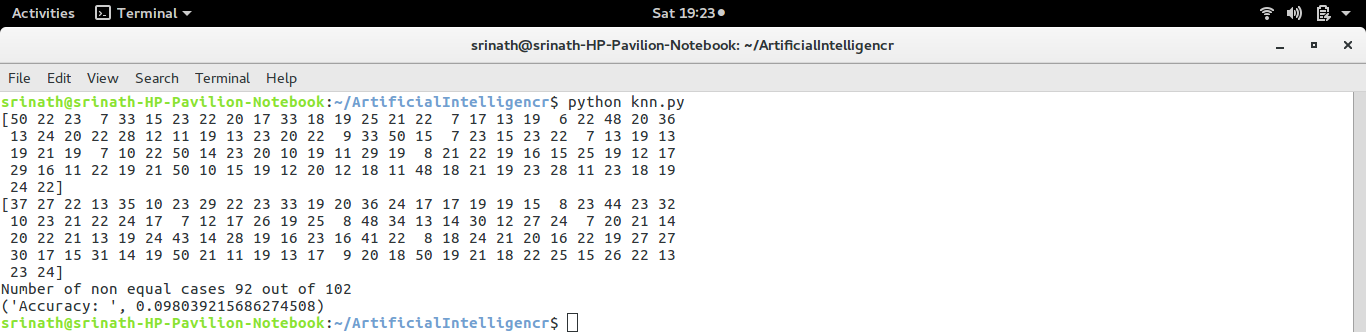 Activities Terminal Sat 19:23
srinath@srinath-HP-Pavilion-Notebook: ~/ArtificialIntelligencr
File Edit View Search Terminal Help
srinath@srinath-HP-Pavilion-Notebook:~/ArtificialIntelligencr$ python knn.py
[50 22 23  7 33 15 23 22 20 17 33 18 19 25 21 22  7 17 13 19  6 22 48 20 36
 13 24 20 22 28 12 11 19 13 23 20 22  9 33 50 15  7 23 15 23 22  7 13 19 13
 19 21 19  7 10 22 50 14 23 20 10 19 11 29 19  8 21 22 19 16 15 25 19 12 17
 29 16 11 22 19 21 50 10 15 19 12 20 12 18 11 48 18 21 19 23 28 11 23 18 19
 24 22]
[37 27 22 13 35 10 23 29 22 23 33 19 20 36 24 17 17 19 19 15  8 23 44 23 32
 10 23 21 22 24 17  7 12 17 26 19 25  8 48 34 13 14 30 12 27 24  7 20 21 14
 20 22 21 13 19 24 43 14 28 19 16 23 16 41 22  8 18 24 21 20 16 22 19 27 27
 30 17 15 31 14 19 50 21 11 19 13 17  9 20 18 50 19 21 18 22 25 15 26 22 13
 23 24]
Number of non equal cases 92 out of 102
('Accuracy: ', 0.098039215686274508)
srinath@srinath-HP-Pavilion-Notebook:~/ArtificialIntelligencr$